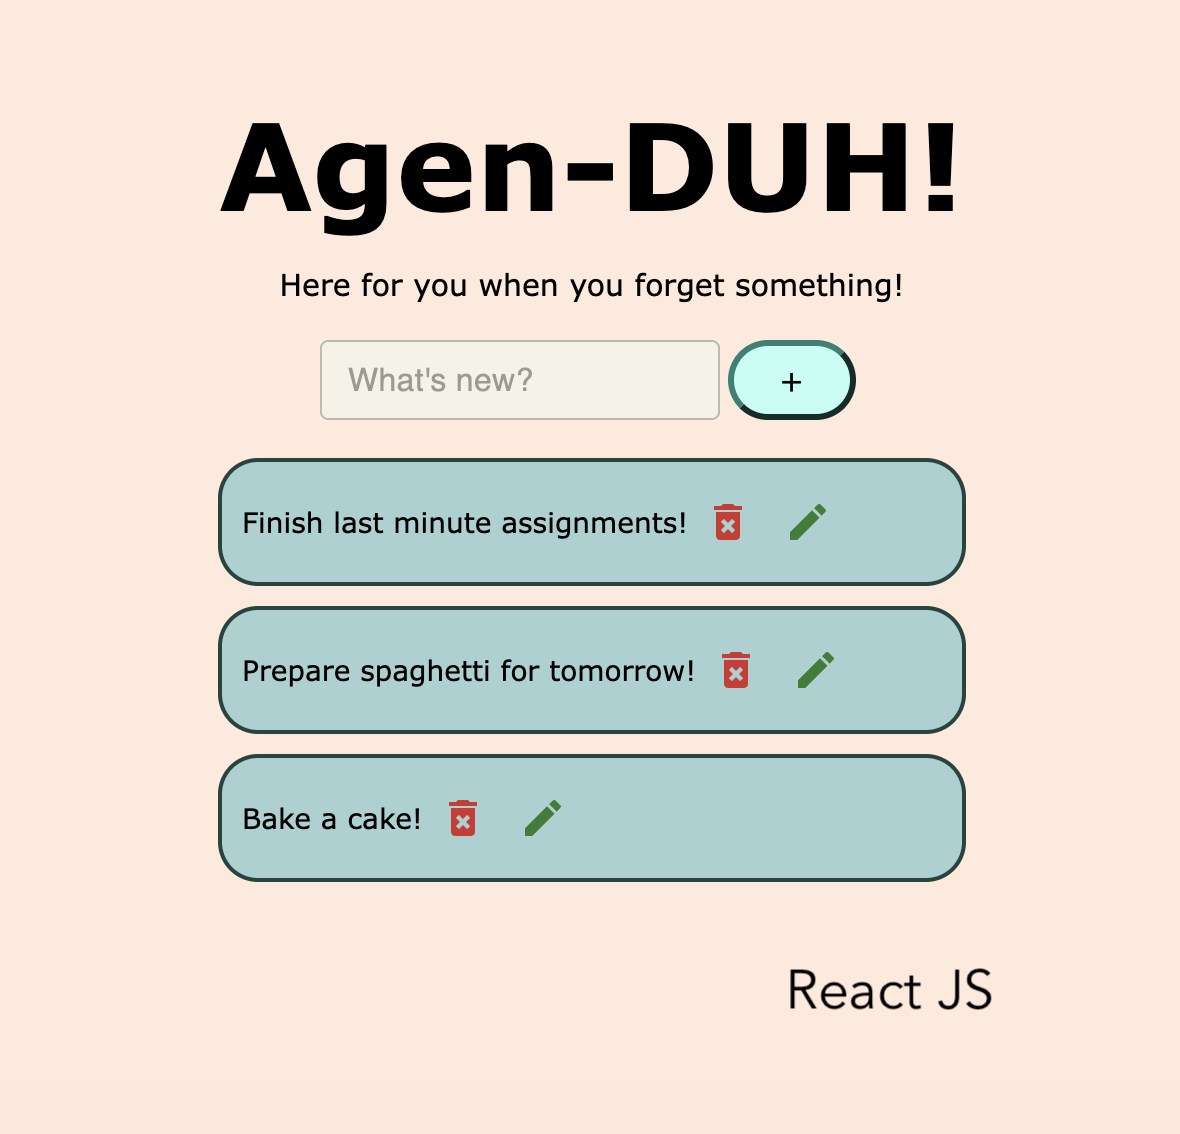 Agen-DUH!
Here for you when you forget something!
What's new?
+
Finish last minute assignments!
Prepare spaghetti for tomorrow!
Bake a cake!
React JS